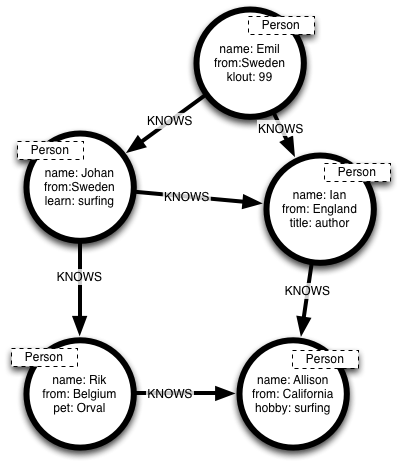 Person
name: Emil
from:Sweden
klout: 99
KNOWS
KNOWS
Person
name: Johan
from:Sweden
learn: surfing
KNOWS
Person
name: Ian
from: England
title: author
KNOWS
KNOWS
Person
name: Rik
from: Belgium
pet: Orval
KNOWS
Person
name: Allison
from: California
hobby: surfing